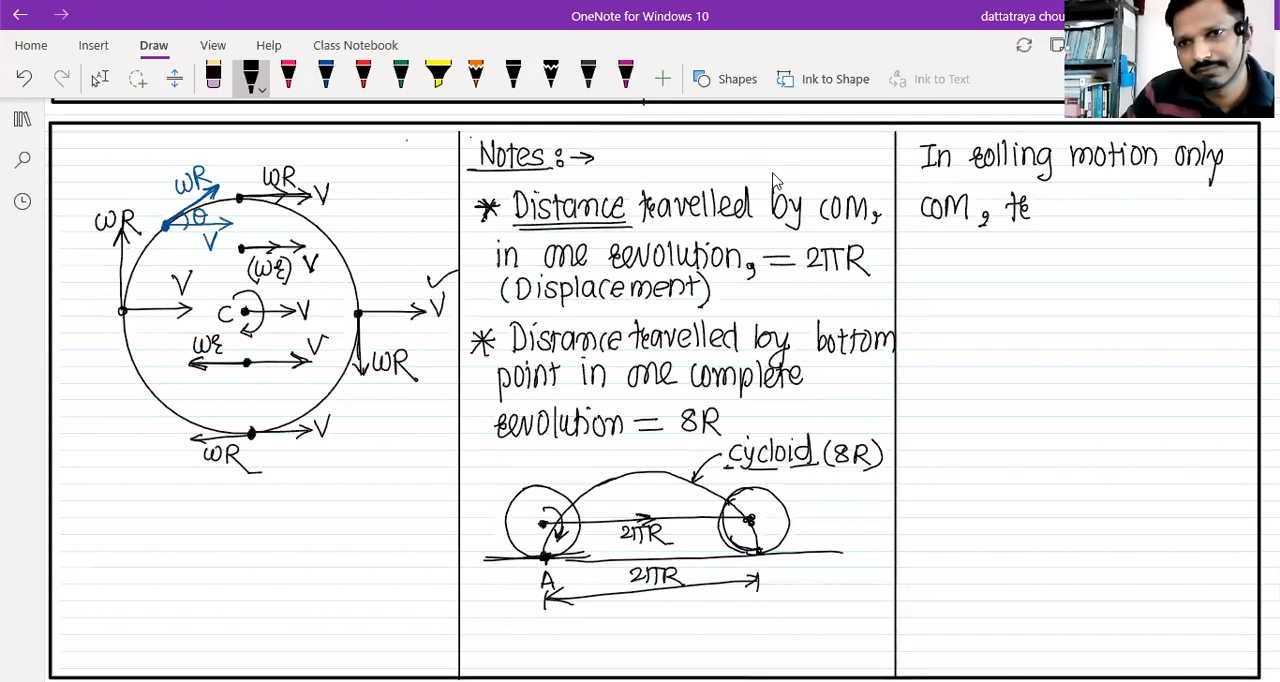 OneNote for Windows 10
dattatraya chou
Home Insert Draw View Help Class Notebook
Shapes Ink to Shape Ink to Text
ωR
θ
V
ωR
V
ωR
V
(ωr) V
C V
V
ωr V
ωR
V
ωR
Notes :→
* Distance travelled by COM,
in one revolution, = 2πR
(Displacement)
* Distance travelled by bottom
point in one complete
revolution = 8R
cycloid (8R)
2πR
A 2πR
In rolling motion only
COM, tr